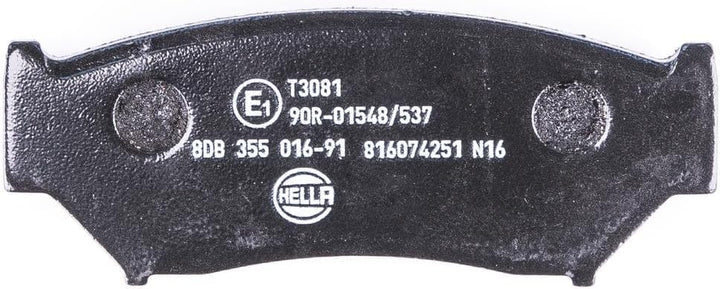 E1 T3081
90R-01548/537
8DB 355 016-91 816074251 N16
HELLA